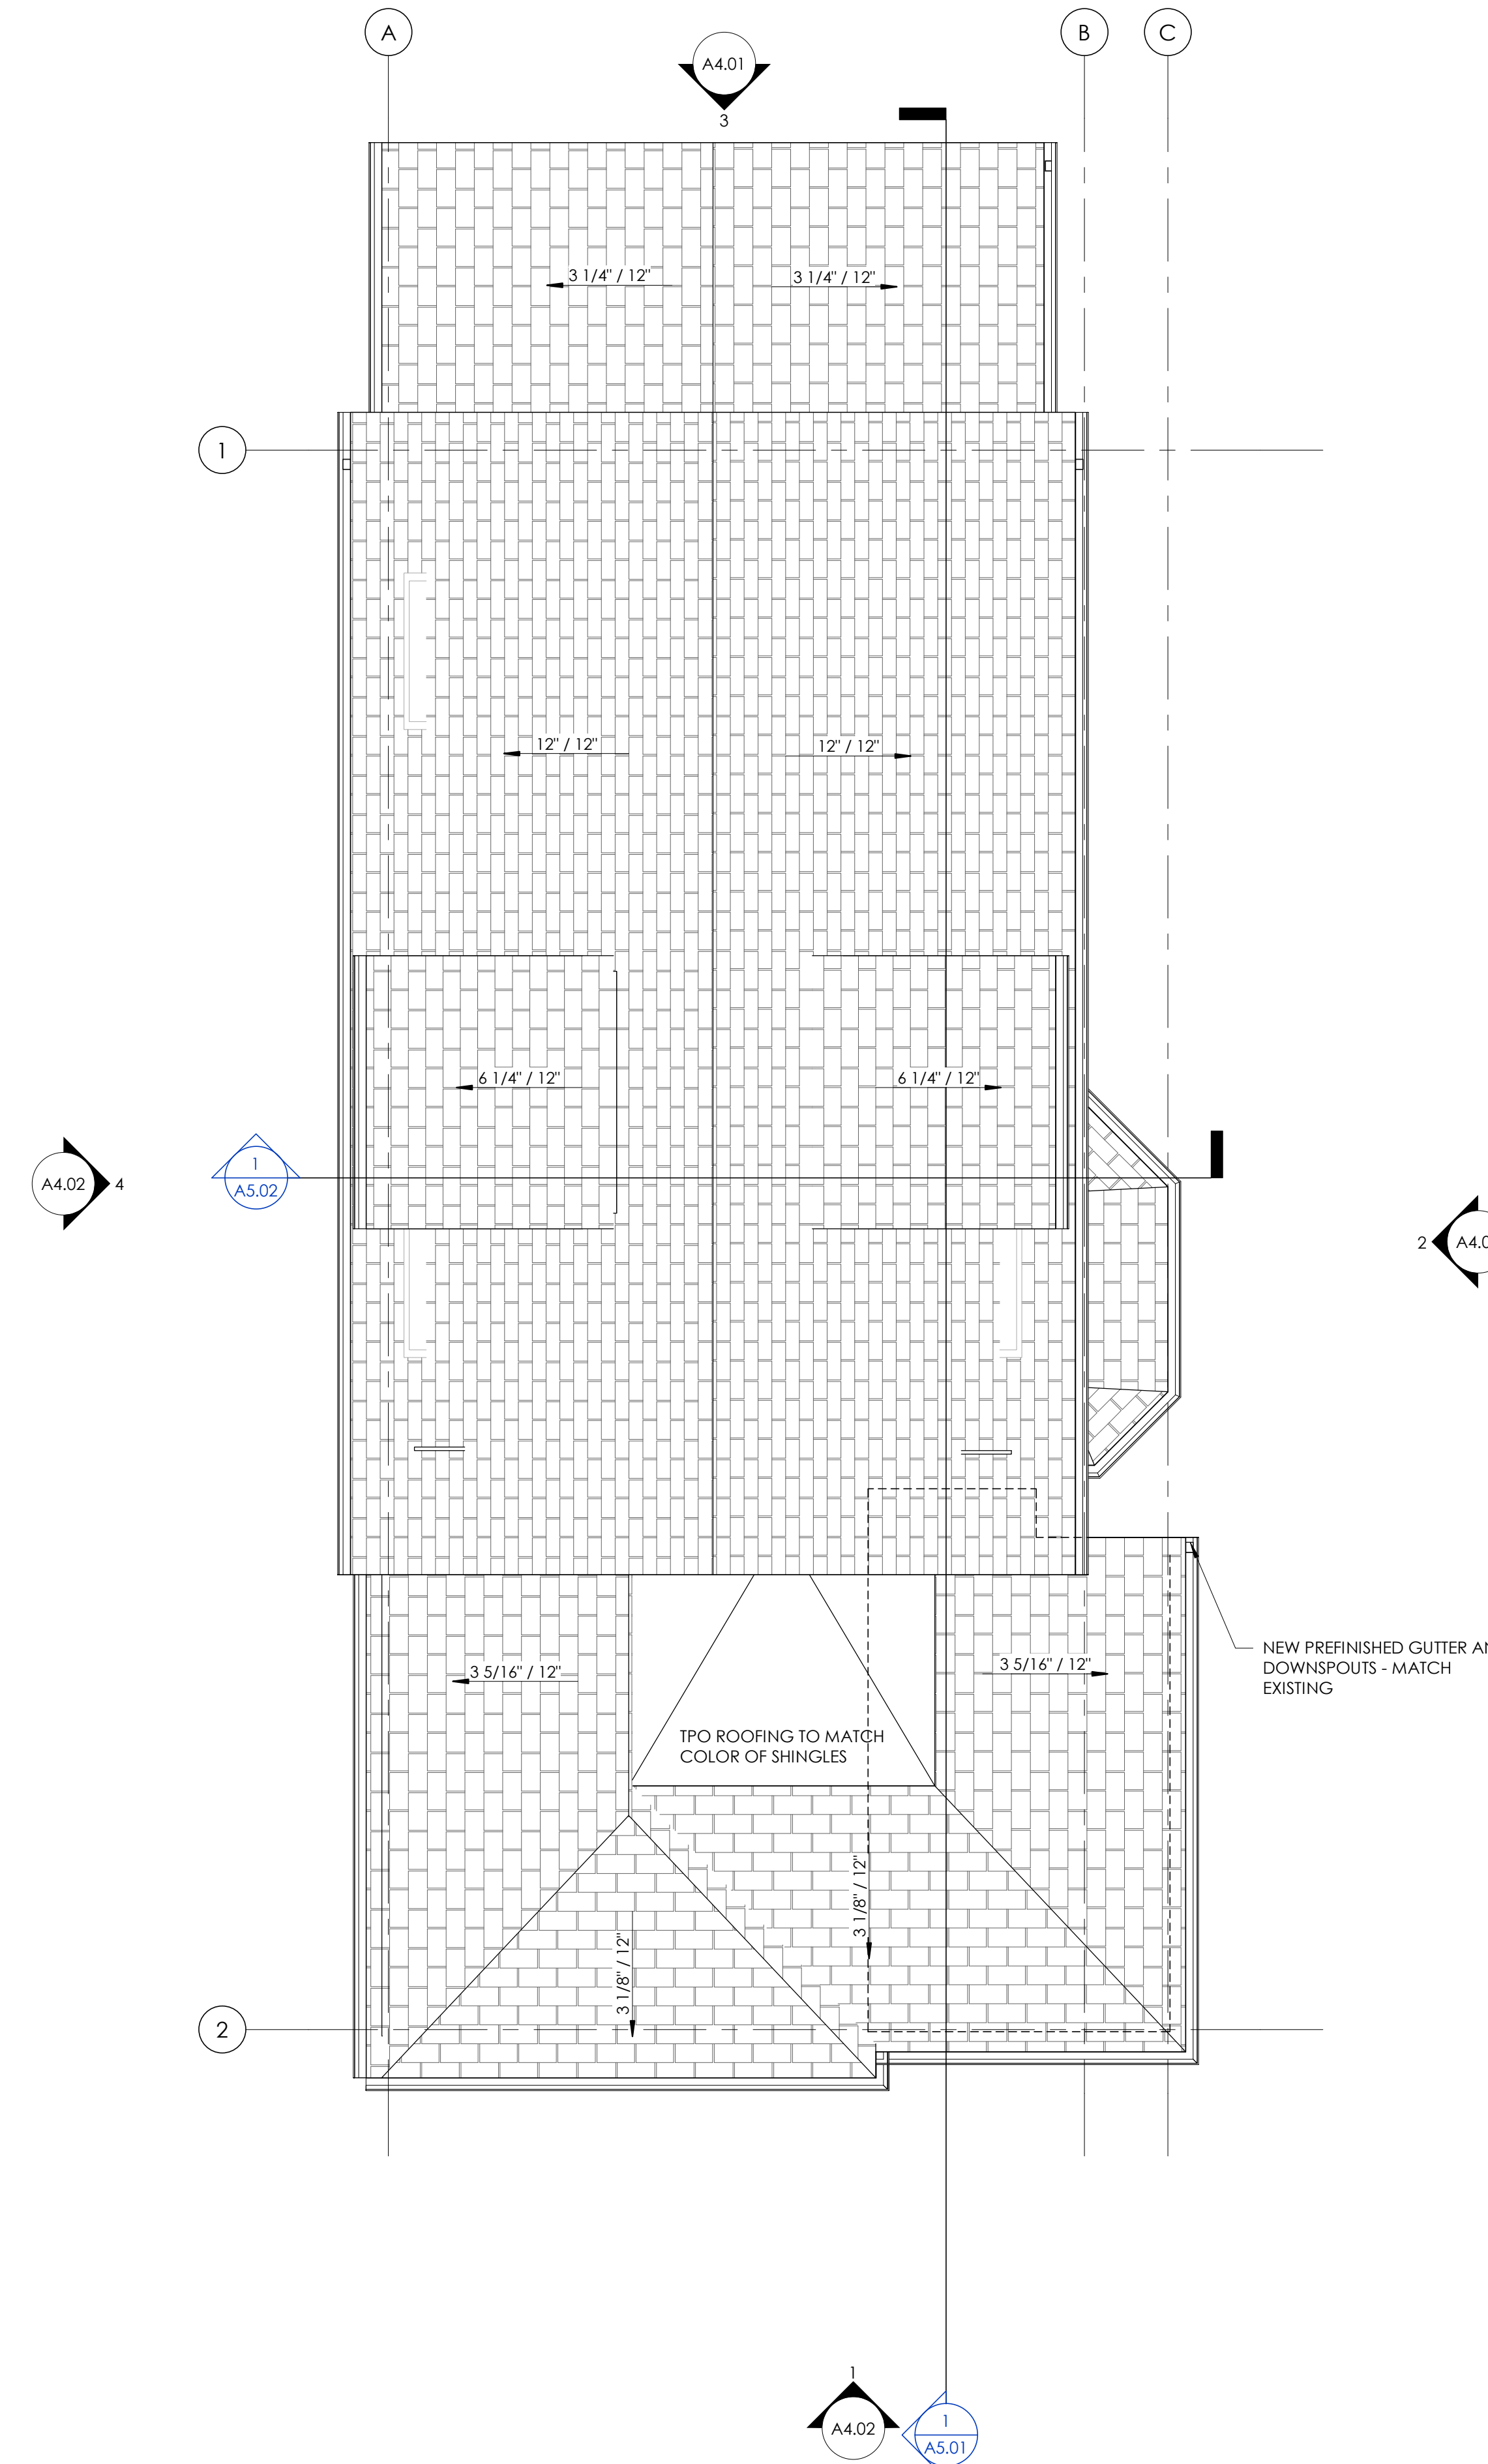 A
B
C
A4.01
3
3 1/4" / 12"
3 1/4" / 12"
1
12" / 12"
12" / 12"
6 1/4" / 12"
6 1/4" / 12"
A4.02
4
1
A5.02
2
NEW PREFINISHED GUTTER
DOWNSPOUTS - MATCH
EXISTING
3 5/16" / 12"
3 5/16" / 12"
TPO ROOFING TO MATCH
COLOR OF SHINGLES
3 1/8" / 12"
3 1/8" / 12"
2
1
A4.02
1
A5.01